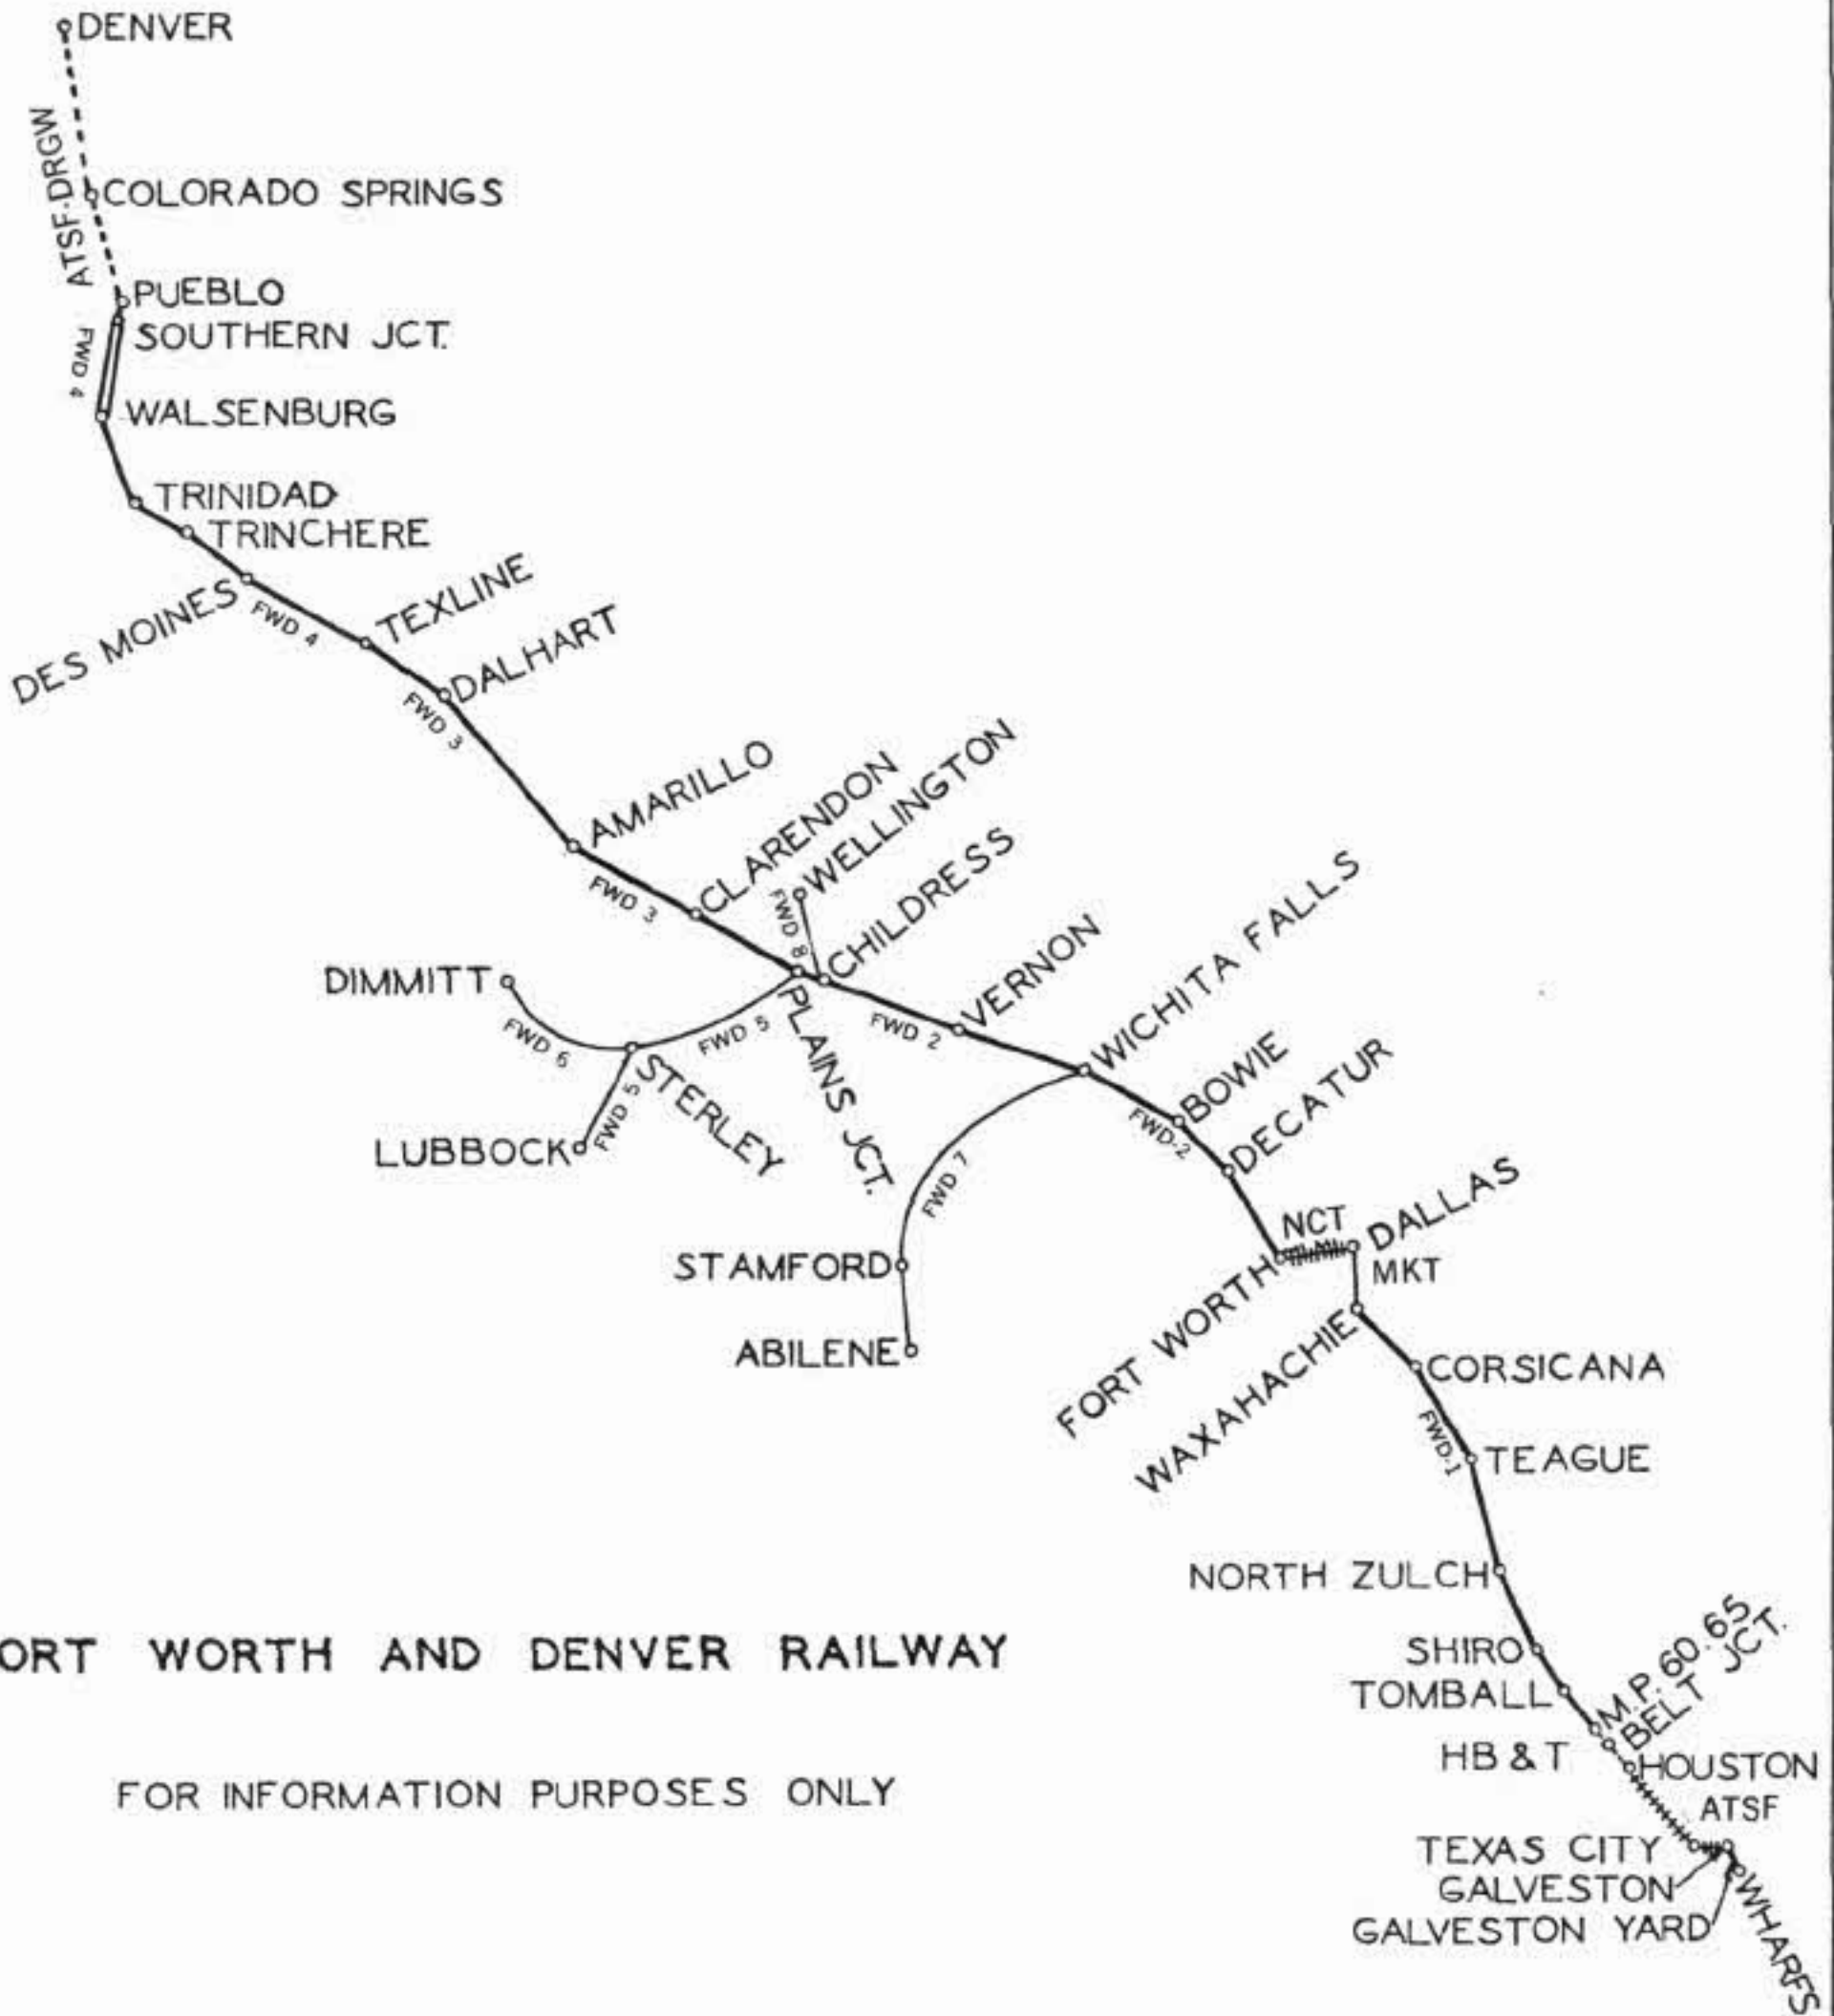 DENVER
ATSF-DRGW
COLORADO SPRINGS
PUEBLO
SOUTHERN JCT.
FWD 4
WALSENBURG
TRINIDAD
TRINCHERE
DES MOINES
FWD 4
TEXLINE
DALHART
FWD 3
AMARILLO
FWD 3
CLARENDON
WELLINGTON
FWD 8
CHILDRESS
PLAINS JCT.
DIMMITT
FWD 6
FWD 5
STERLEY
FWD 5
LUBBOCK
FWD 2
VERNON
WICHITA FALLS
FWD 7
STAMFORD
ABILENE
FWD-2
BOWIE
DECATUR
NCT
DALLAS
MKT
FORT WORTH
WAXAHACHIE
CORSICANA
FWD-1
TEAGUE
NORTH ZULCH
SHIRO
TOMBALL
M.P. 60.65
BELT JCT.
HB & T
HOUSTON
ATSF
TEXAS CITY
GALVESTON
GALVESTON YARD
WHARFS
ORT WORTH AND DENVER RAILWAY
FOR INFORMATION PURPOSES ONLY